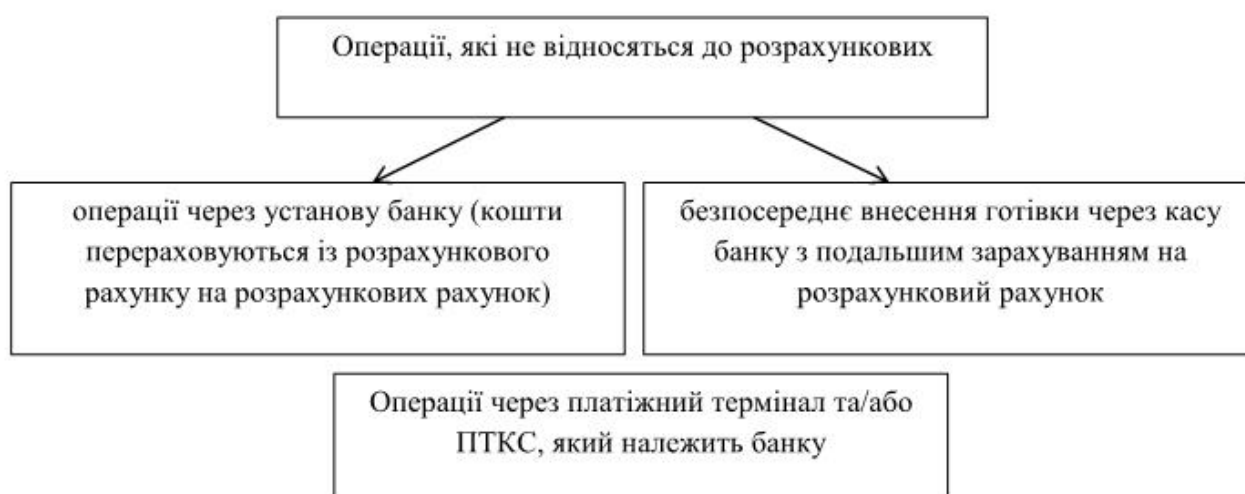 Операції, які не відносяться до розрахункових
операції через установу банку (кошти
перераховуються із розрахункового
рахунку на розрахункових рахунок)
безпосереднє внесення готівки через касу
банку з подальшим зарахуванням на
розрахунковий рахунок
Операції через платіжний термінал та/або
ПТКС, який належить банку